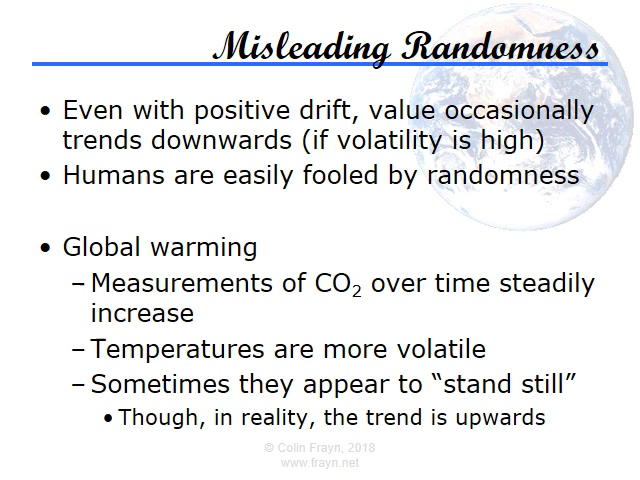 Misleading Randomness
• Even with positive drift, value occasionally
trends downwards (if volatility is high)
• Humans are easily fooled by randomness
• Global warming
– Measurements of CO₂ over time steadily
increase
– Temperatures are more volatile
– Sometimes they appear to “stand still”
• Though, in reality, the trend is upwards
© Colin Frayn, 2018
www.frayn.net